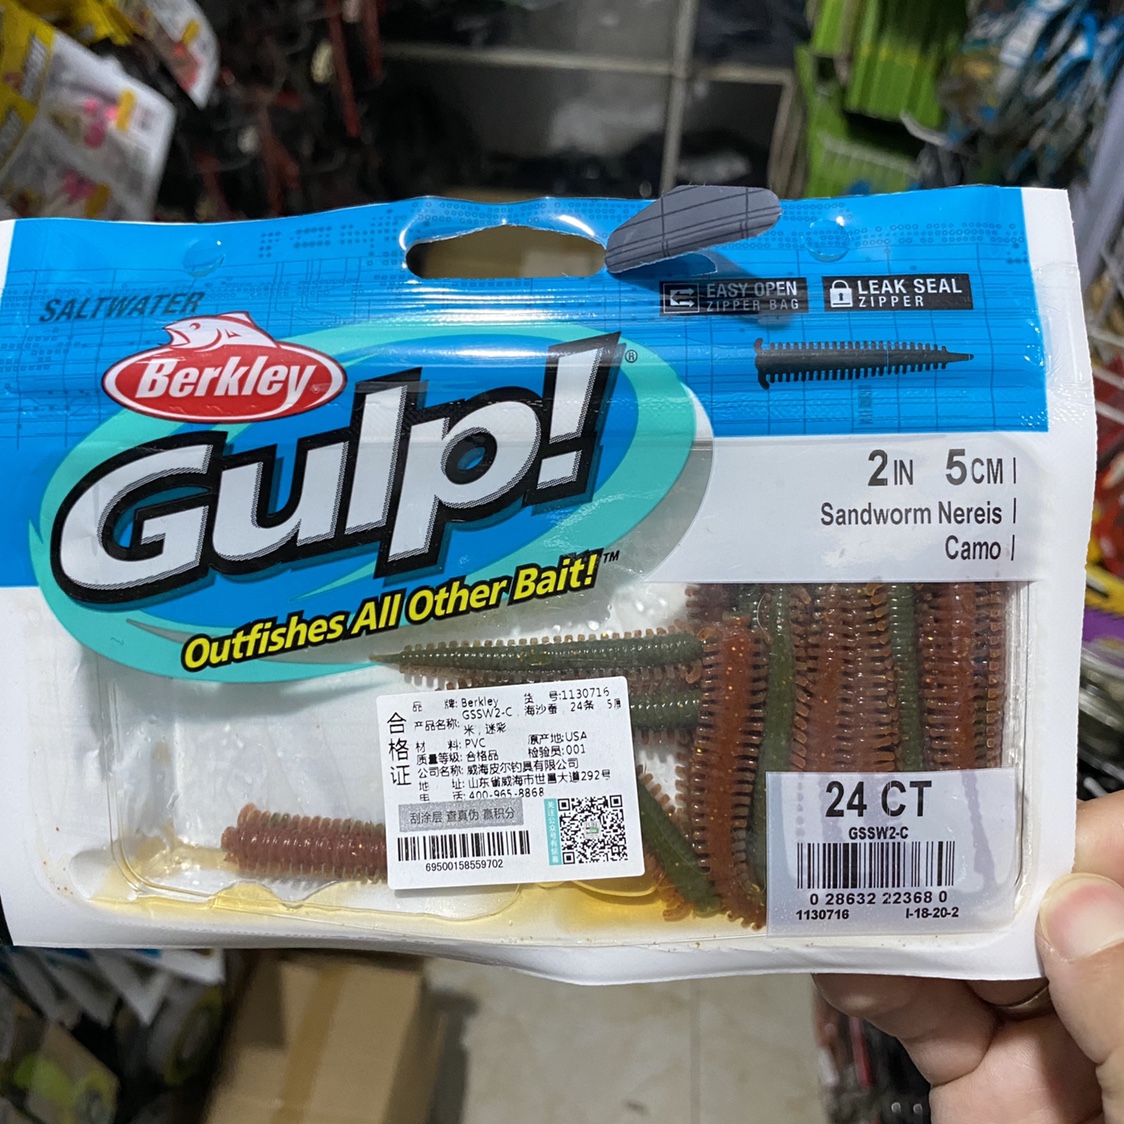 SALTWATER
Berkley
Gulp!®
Outfishes All Other Bait!™
EASY OPEN
ZIPPER BAG
LEAK SEAL
ZIPPER
2IN 5CM
Sandworm Nereis
Camo
合格证
品 牌: Berkley 货 号:1130716
产品名称: GSSW2-C 海沙蚕 24条 5厘
米,迷彩
材 料: PVC 原产地:USA
质量等级: 合格品 检验员:001
公司名称: 威海皮尔钓具有限公司
地 址: 山东省威海市世昌大道292号
电 话: 400-965-8868
刮涂层 查真伪 赢积分
69500158559702
24 CT
GSSW2-C
0 28632 22368 0
1130716 I-18-20-2